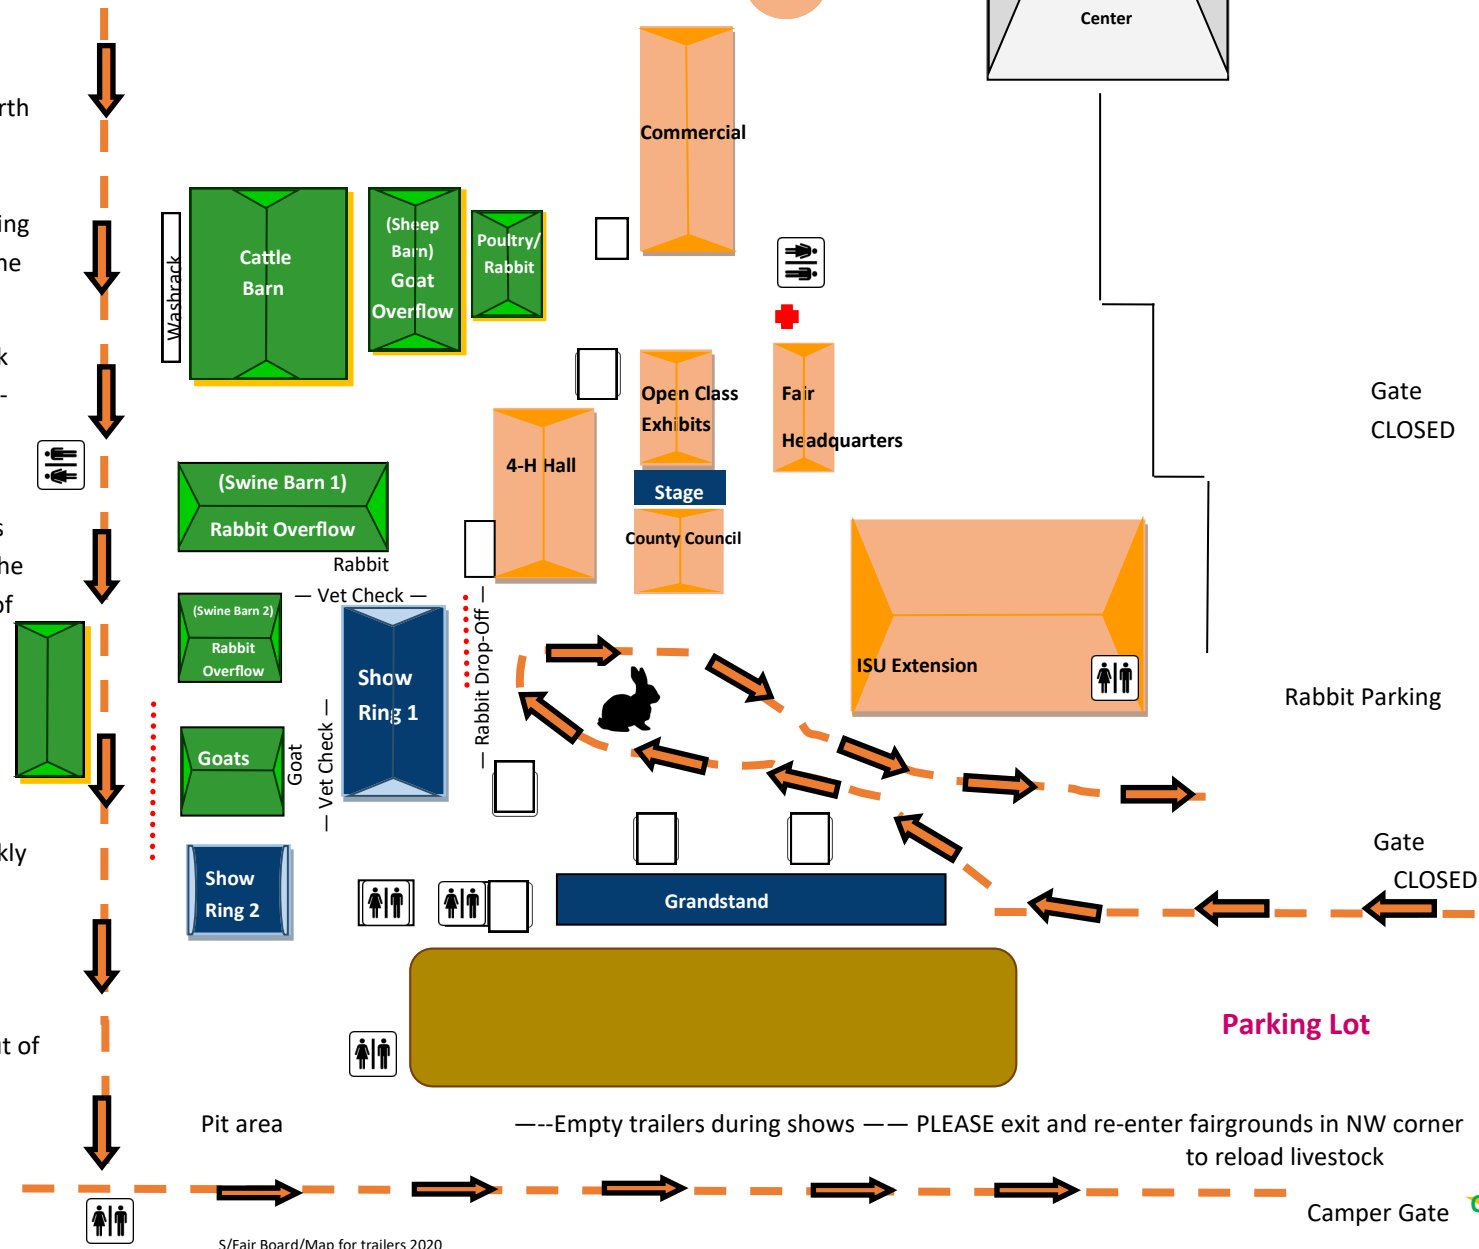 Center
rth
Commercial
ing
ne
Washrack
Cattle
Barn
(Sheep
Barn)
Goat
Overflow
Poultry/
Rabbit
k
-
Open Class
Exhibits
Fair
Headquarters
Gate
CLOSED
4-H Hall
Stage
County Council
(Swine Barn 1)
Rabbit Overflow
s
he
of
Rabbit
— Vet Check —
(Swine Barn 2)
Rabbit
Overflow
Show
Ring 1
— Rabbit Drop-Off —
ISU Extension
Rabbit Parking
Goats
Goat
— Vet Check —
kly
Gate
CLOSED
Show
Ring 2
Grandstand
Parking Lot
t of
Pit area
—--Empty trailers during shows —— PLEASE exit and re-enter fairgrounds in NW corner
to reload livestock
Camper Gate
S/Fair Board/Map for trailers 2020